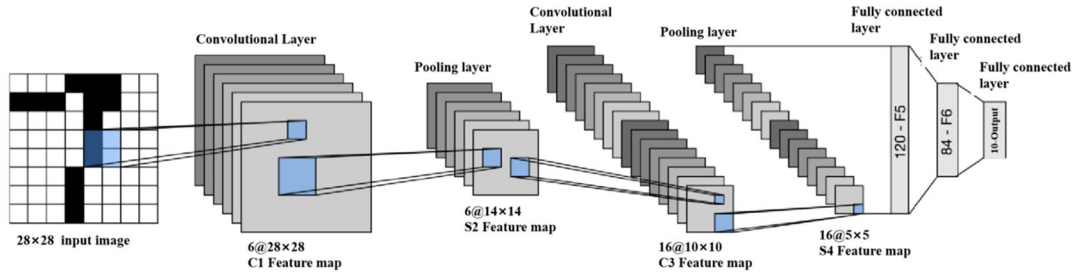 Convolutional Layer
Pooling layer
Convolutional
Layer
Pooling layer
Fully connected
layer
Fully connected
layer
Fully connected
layer
120 - F5
84 - F6
10-Output
28×28 input image
6@28×28
C1 Feature map
6@14×14
S2 Feature map
16@10×10
C3 Feature map
16@5×5
S4 Feature map